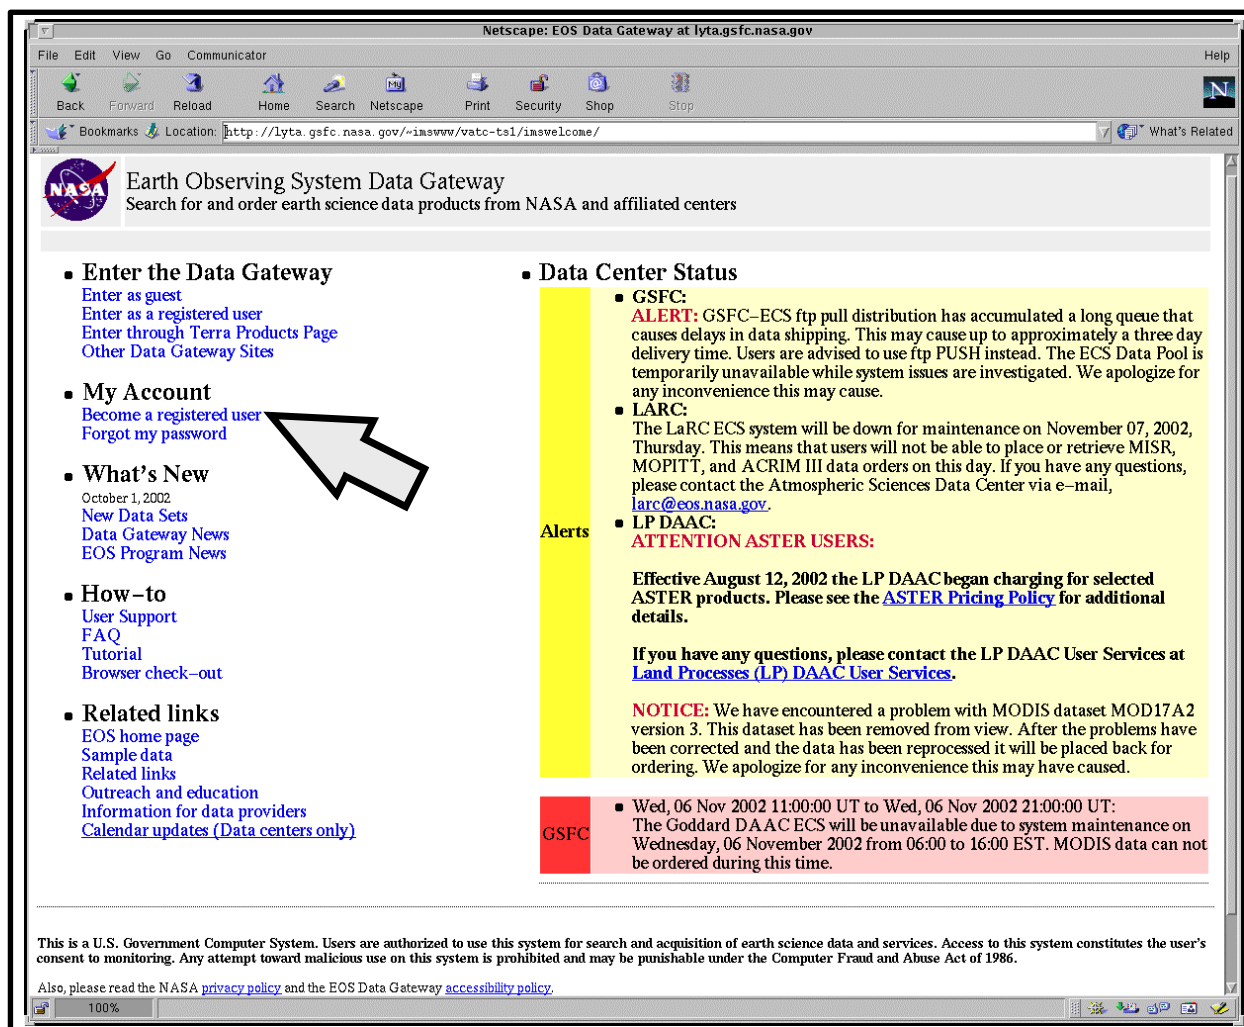 Netscape: EOS Data Gateway at lyta.gsfc.nasa.gov
File Edit View Go Communicator Help
Back Forward Reload Home Search Netscape Print Security Shop Stop
My
N
Bookmarks Location: http://lyta.gsfc.nasa.gov/~imswww/vatc-ts1/imswelcome/ What's Related
NASA
Earth Observing System Data Gateway
Search for and order earth science data products from NASA and affiliated centers
Enter the Data Gateway
Enter as guest
Enter as a registered user
Enter through Terra Products Page
Other Data Gateway Sites
My Account
Become a registered user
Forgot my password
What's New
October 1, 2002
New Data Sets
Data Gateway News
EOS Program News
How-to
User Support
FAQ
Tutorial
Browser check-out
Related links
EOS home page
Sample data
Related links
Outreach and education
Information for data providers
Calendar updates (Data centers only)
Data Center Status
Alerts
GSFC:
ALERT: GSFC-ECS ftp pull distribution has accumulated a long queue that
causes delays in data shipping. This may cause up to approximately a three day
delivery time. Users are advised to use ftp PUSH instead. The ECS Data Pool is
temporarily unavailable while system issues are investigated. We apologize for
any inconvenience this may cause.
LARC:
The LaRC ECS system will be down for maintenance on November 07, 2002,
Thursday. This means that users will not be able to place or retrieve MISR,
MOPITT, and ACRIM III data orders on this day. If you have any questions,
please contact the Atmospheric Sciences Data Center via e-mail,
larc@eos.nasa.gov.
LP DAAC:
ATTENTION ASTER USERS:
Effective August 12, 2002 the LP DAAC began charging for selected
ASTER products. Please see the ASTER Pricing Policy for additional
details.
If you have any questions, please contact the LP DAAC User Services at
Land Processes (LP) DAAC User Services.
NOTICE: We have encountered a problem with MODIS dataset MOD17A2
version 3. This dataset has been removed from view. After the problems have
been corrected and the data has been reprocessed it will be placed back for
ordering. We apologize for any inconvenience this may have caused.
GSFC
Wed, 06 Nov 2002 11:00:00 UT to Wed, 06 Nov 2002 21:00:00 UT:
The Goddard DAAC ECS will be unavailable due to system maintenance on
Wednesday, 06 November 2002 from 06:00 to 16:00 EST. MODIS data can not
be ordered during this time.
This is a U.S. Government Computer System. Users are authorized to use this system for search and acquisition of earth science data and services. Access to this system constitutes the user's
consent to monitoring. Any attempt toward malicious use on this system is prohibited and may be punishable under the Computer Fraud and Abuse Act of 1986.
Also, please read the NASA privacy policy and the EOS Data Gateway accessibility policy.
100%